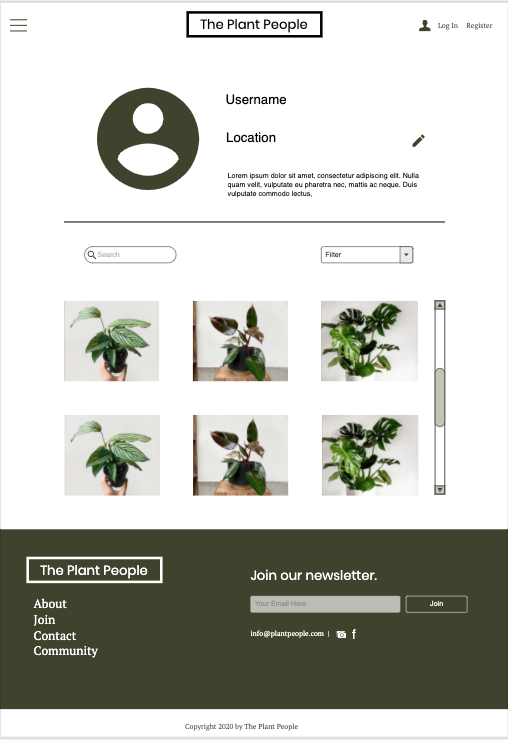 The Plant People
Log In Register
Username
Location
Lorem ipsum dolor sit amet, consectetur adipiscing elit. Nulla
quam velit, vulputate eu pharetra nec, mattis ac neque. Duis
vulputate commodo lectus,
Search
Filter
The Plant People
About
Join
Contact
Community
Join our newsletter.
Your Email Here
Join
info@plantpeople.com |
Copyright 2020 by The Plant People